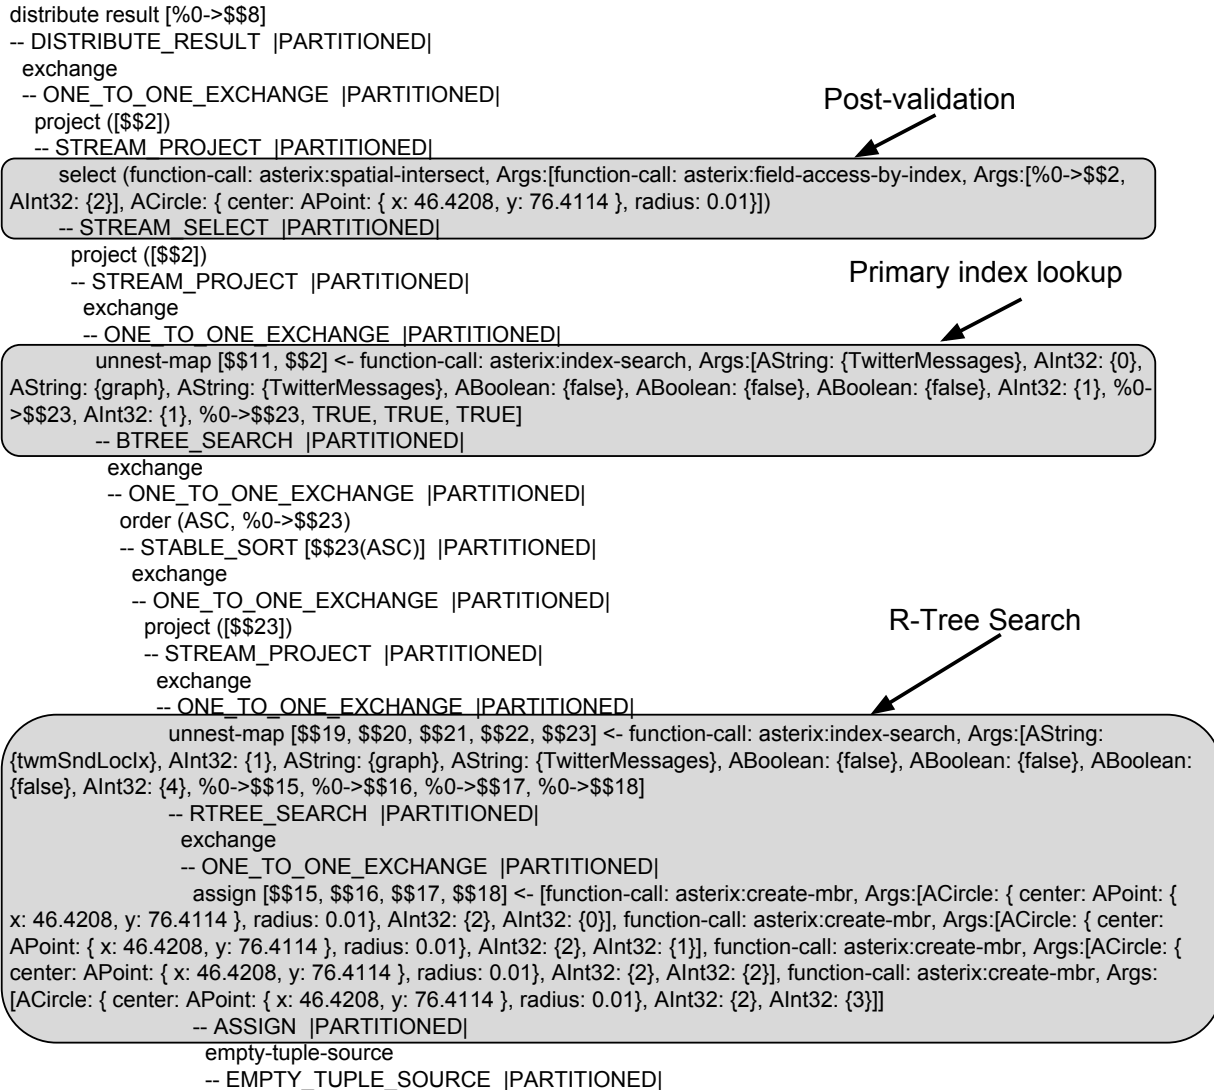 distribute result [%0->$$8]
-- DISTRIBUTE_RESULT |PARTITIONED|
exchange
-- ONE_TO_ONE_EXCHANGE |PARTITIONED|
Post-validation
project ([$$2])
-- STREAM_PROJECT |PARTITIONED|
select (function-call: asterix:spatial-intersect, Args:[function-call: asterix:field-access-by-index, Args:[%0->$$2,
AInt32: {2}], ACircle: { center: APoint: { x: 46.4208, y: 76.4114 }, radius: 0.01}])
-- STREAM_SELECT |PARTITIONED|
project ([$$2])
-- STREAM_PROJECT |PARTITIONED|
Primary index lookup
exchange
-- ONE_TO_ONE_EXCHANGE |PARTITIONED|
unnest-map [$$11, $$2] <- function-call: asterix:index-search, Args:[AString: {TwitterMessages}, AInt32: {0},
AString: {graph}, AString: {TwitterMessages}, ABoolean: {false}, ABoolean: {false}, ABoolean: {false}, AInt32: {1}, %0-
>$$23, AInt32: {1}, %0->$$23, TRUE, TRUE, TRUE]
-- BTREE_SEARCH |PARTITIONED|
exchange
-- ONE_TO_ONE_EXCHANGE |PARTITIONED|
order (ASC, %0->$$23)
-- STABLE_SORT [$$23(ASC)] |PARTITIONED|
exchange
-- ONE_TO_ONE_EXCHANGE |PARTITIONED|
R-Tree Search
project ([$$23])
-- STREAM_PROJECT |PARTITIONED|
exchange
-- ONE_TO_ONE_EXCHANGE |PARTITIONED|
unnest-map [$$19, $$20, $$21, $$22, $$23] <- function-call: asterix:index-search, Args:[AString:
{twmSndLocIx}, AInt32: {1}, AString: {graph}, AString: {TwitterMessages}, ABoolean: {false}, ABoolean: {false}, ABoolean:
{false}, AInt32: {4}, %0->$$15, %0->$$16, %0->$$17, %0->$$18]
-- RTREE_SEARCH |PARTITIONED|
exchange
-- ONE_TO_ONE_EXCHANGE |PARTITIONED|
assign [$$15, $$16, $$17, $$18] <- [function-call: asterix:create-mbr, Args:[ACircle: { center: APoint: {
x: 46.4208, y: 76.4114 }, radius: 0.01}, AInt32: {2}, AInt32: {0}], function-call: asterix:create-mbr, Args:[ACircle: { center:
APoint: { x: 46.4208, y: 76.4114 }, radius: 0.01}, AInt32: {2}, AInt32: {1}], function-call: asterix:create-mbr, Args:[ACircle: {
center: APoint: { x: 46.4208, y: 76.4114 }, radius: 0.01}, AInt32: {2}, AInt32: {2}], function-call: asterix:create-mbr, Args:
[ACircle: { center: APoint: { x: 46.4208, y: 76.4114 }, radius: 0.01}, AInt32: {2}, AInt32: {3}]]
-- ASSIGN |PARTITIONED|
empty-tuple-source
-- EMPTY_TUPLE_SOURCE |PARTITIONED|